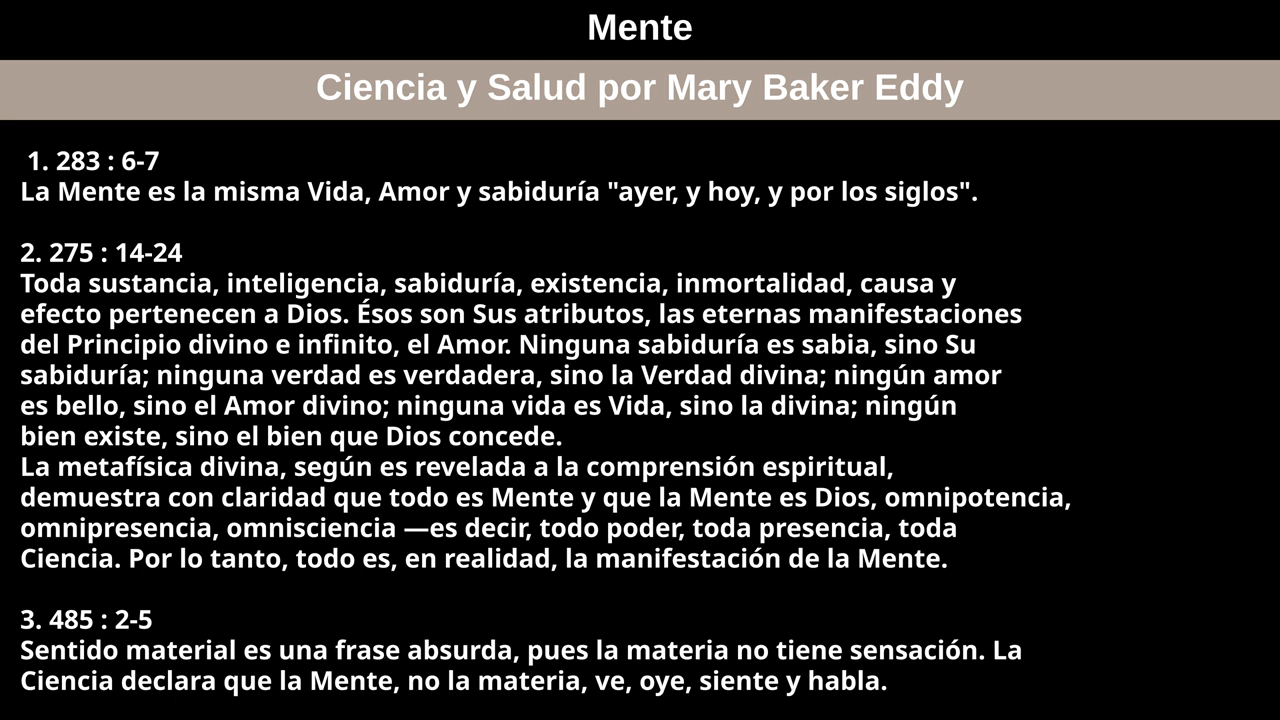 Mente
Ciencia y Salud por Mary Baker Eddy
1. 283 : 6-7
La Mente es la misma Vida, Amor y sabiduría "ayer, y hoy, y por los siglos".
2. 275 : 14-24
Toda sustancia, inteligencia, sabiduría, existencia, inmortalidad, causa y
efecto pertenecen a Dios. Ésos son Sus atributos, las eternas manifestaciones
del Principio divino e infinito, el Amor. Ninguna sabiduría es sabia, sino Su
sabiduría; ninguna verdad es verdadera, sino la Verdad divina; ningún amor
es bello, sino el Amor divino; ninguna vida es Vida, sino la divina; ningún
bien existe, sino el bien que Dios concede.
La metafísica divina, según es revelada a la comprensión espiritual,
demuestra con claridad que todo es Mente y que la Mente es Dios, omnipotencia,
omnipresencia, omnisciencia —es decir, todo poder, toda presencia, toda
Ciencia. Por lo tanto, todo es, en realidad, la manifestación de la Mente.
3. 485 : 2-5
Sentido material es una frase absurda, pues la materia no tiene sensación. La
Ciencia declara que la Mente, no la materia, ve, oye, siente y habla.